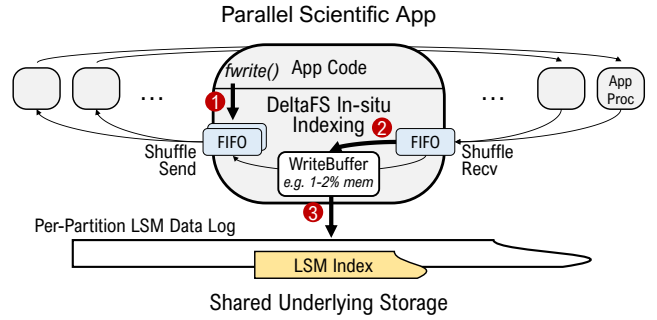 Parallel Scientific App
fwrite()
App Code
1
DeltaFS In-situ
Indexing
2
...
...
App
Proc
FIFO
FIFO
Shuffle
Send
WriteBuffer
e.g. 1-2% mem
Shuffle
Recv
3
Per-Partition LSM Data Log
LSM Index
Shared Underlying Storage